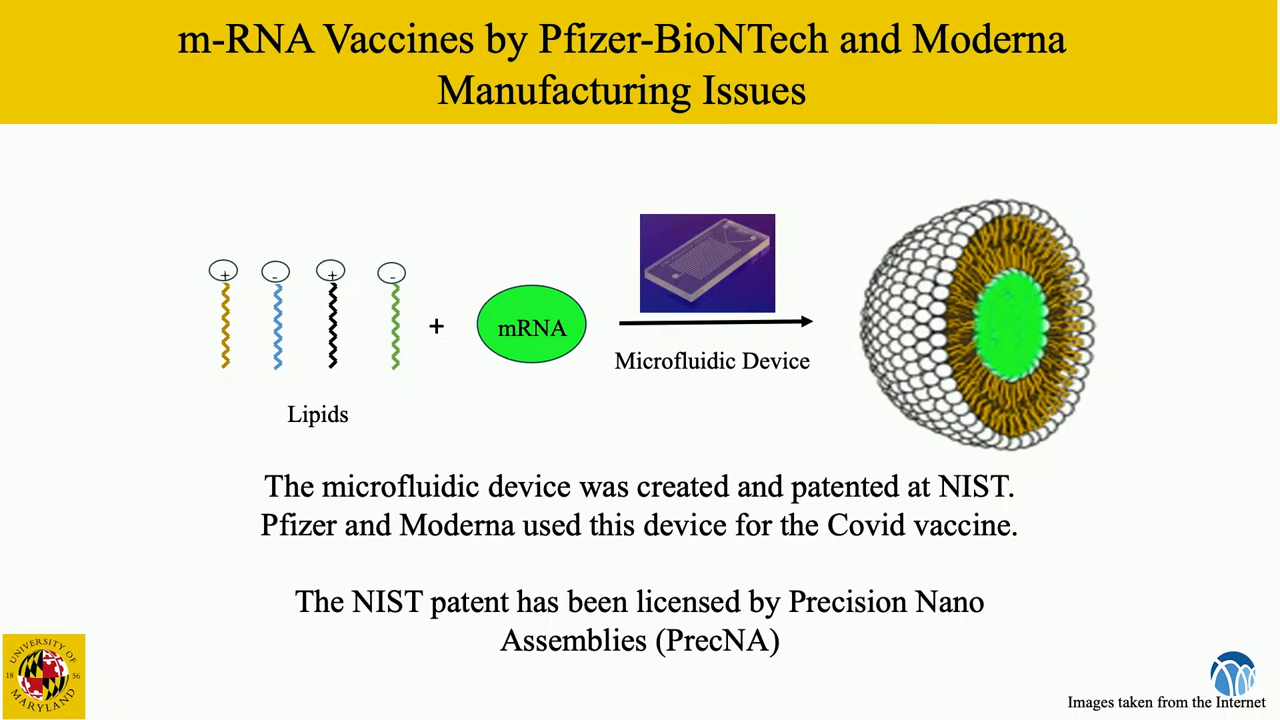 m-RNA Vaccines by Pfizer-BioNTech and Moderna
Manufacturing Issues
+
-
+
-
+
mRNA
Microfluidic Device
Lipids
The microfluidic device was created and patented at NIST.
Pfizer and Moderna used this device for the Covid vaccine.
The NIST patent has been licensed by Precision Nano
Assemblies (PrecNA)
UNIVERSITY OF
18 56
MARYLAND
Images taken from the Internet